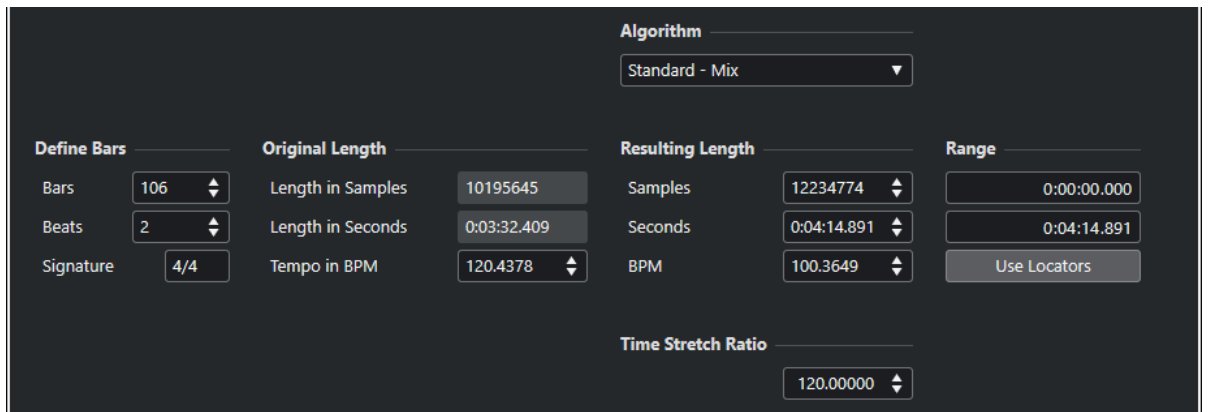 Algorithm
Standard - Mix
Define Bars
Original Length
Resulting Length
Range
Bars 106
Length in Samples 10195645
Samples 12234774
0:00:00.000
Beats 2
Length in Seconds 0:03:32.409
Seconds 0:04:14.891
0:04:14.891
Signature 4/4
Tempo in BPM 120.4378
BPM 100.3649
Use Locators
Time Stretch Ratio
120.00000